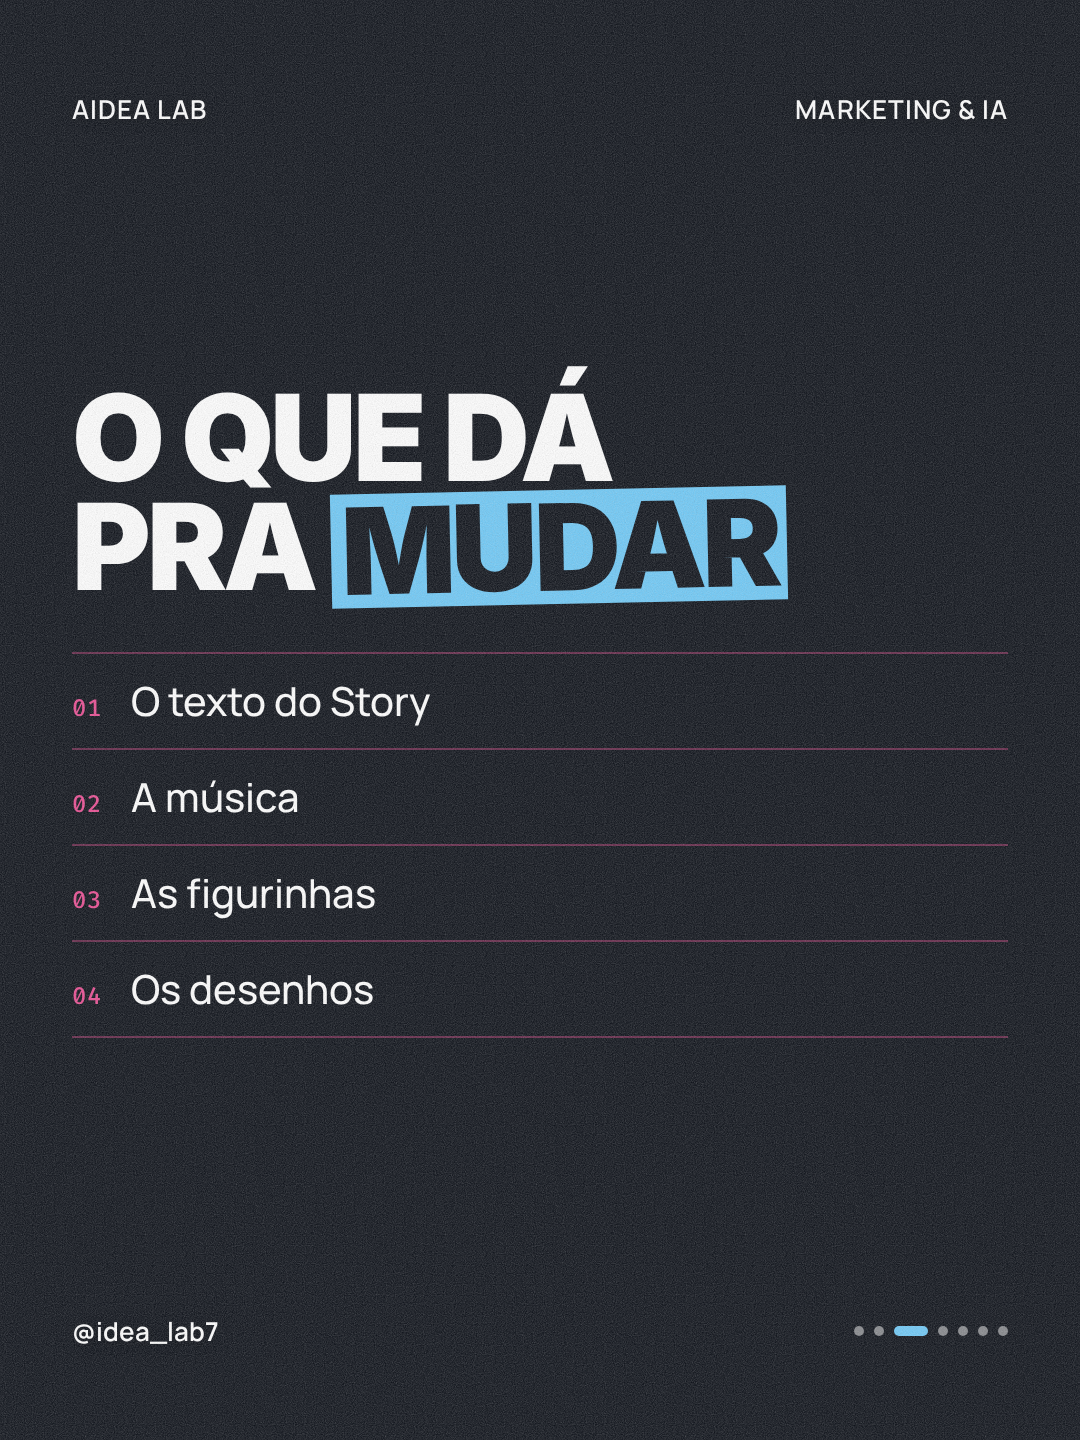 AIDEA LAB
MARKETING & IA
O QUE DÁ
PRA MUDAR
01 O texto do Story
02 A música
03 As figurinhas
04 Os desenhos
@idea_lab7